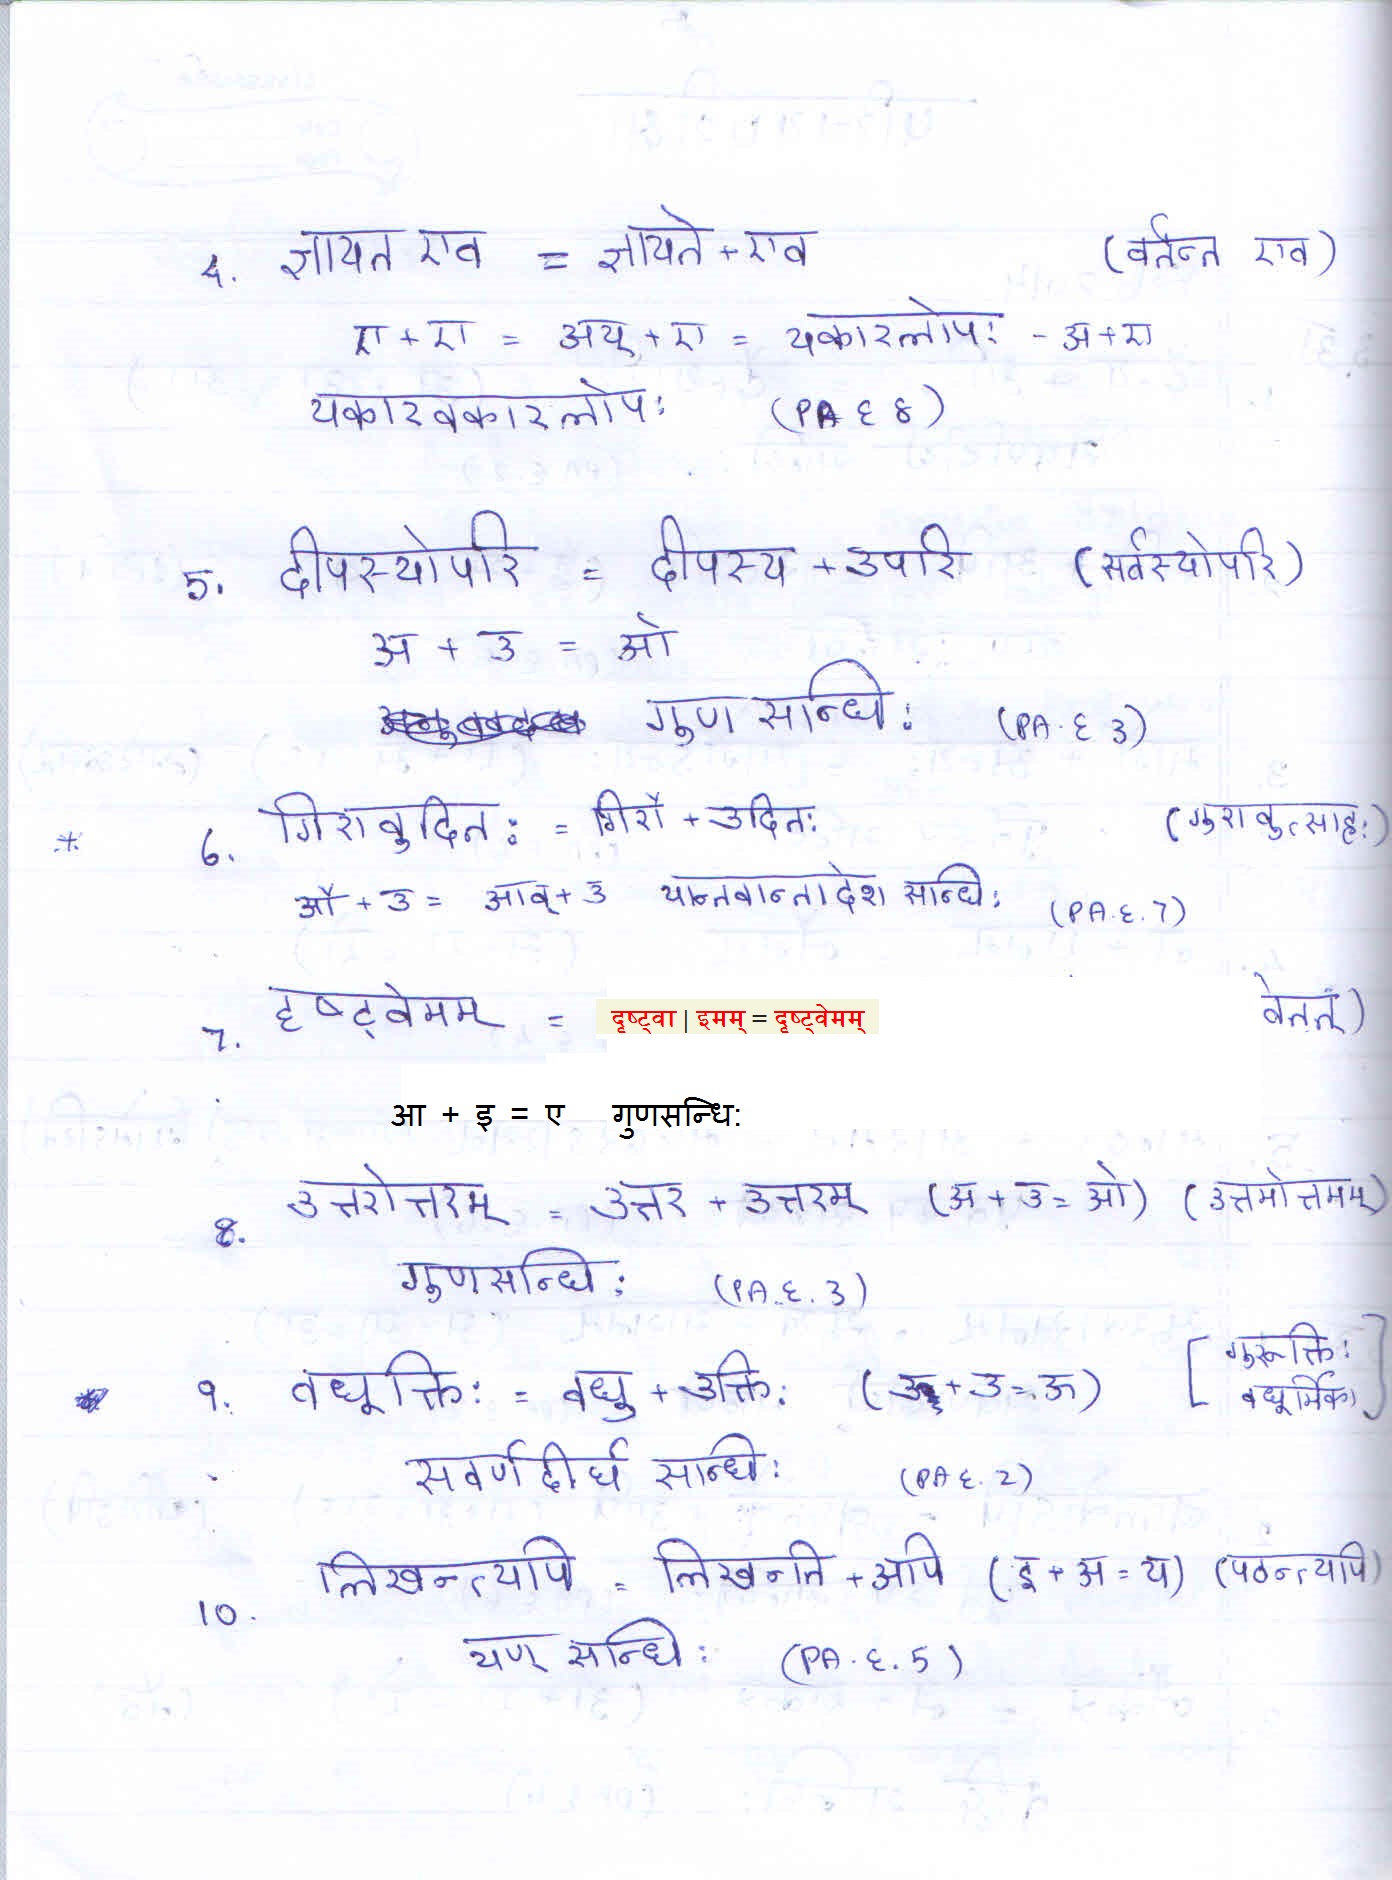 4. ज्ञायत एव = ज्ञायते + एव (वर्तन्त एव)
ए + ए = अय् + ए = यकारलोपः - अ + ए
यकारवकारलोपः (PA ६ ८)
5. दीपस्योपरि = दीपस्य + उपरि (सर्वस्योपरि)
अ + उ = ओ
गुण सन्धिः (PA. ६ 3)
* 6. गिरावुदितः = गिरौ + उदितः (गुरावुत्साहः)
औ + उ = आव् + उ यान्तवान्तादेश सन्धिः (PA. ६. 7)
7. दृष्ट्वेमम् = दृष्ट्वा | इमम् = दृष्ट्वेमम्
आ + इ = ए गुणसन्धि:
8. उत्तरोत्तरम् = उत्तर + उत्तरम् (अ + उ = ओ) (उत्तमोत्तमम्)
गुणसन्धिः (PA. ६. 3)
9. वधूक्तिः = वधु + उक्तिः ( + उ = ऊ) [गुरूक्तिः
वधूर्मिका]
सवर्णदीर्घ सन्धिः (PA ६. 2)
10. लिखन्त्यपि = लिखन्ति + अपि (इ + अ = य) (पठन्त्यपि)
यण् सन्धिः (PA. ६. 5)